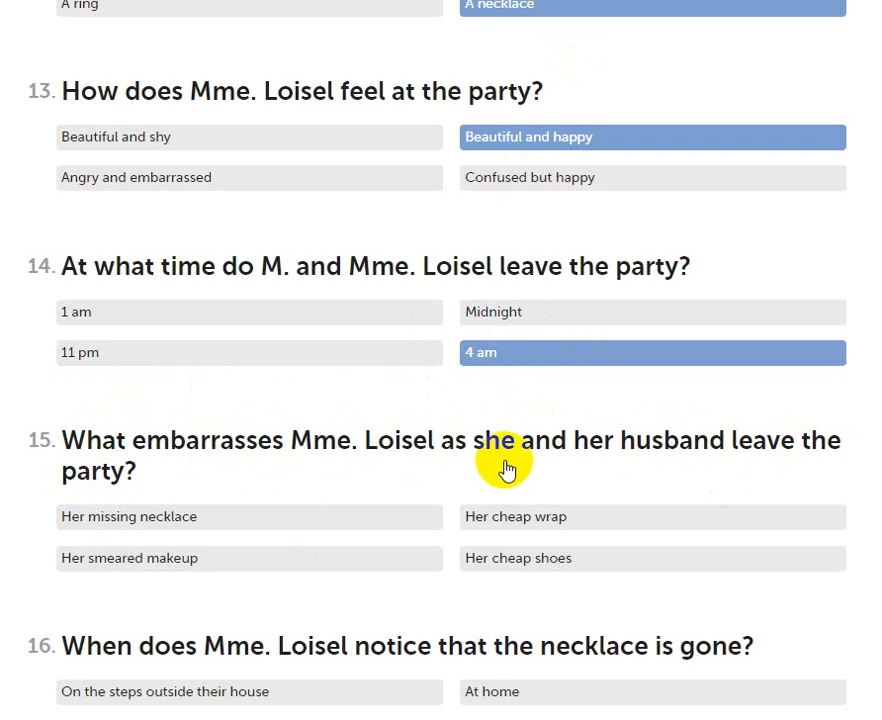 A ring
A necklace
13. How does Mme. Loisel feel at the party?
Beautiful and shy
Beautiful and happy
Angry and embarrassed
Confused but happy
14. At what time do M. and Mme. Loisel leave the party?
1 am
Midnight
11 pm
4 am
15. What embarrasses Mme. Loisel as she and her husband leave the
party?
Her missing necklace
Her cheap wrap
Her smeared makeup
Her cheap shoes
16. When does Mme. Loisel notice that the necklace is gone?
On the steps outside their house
At home